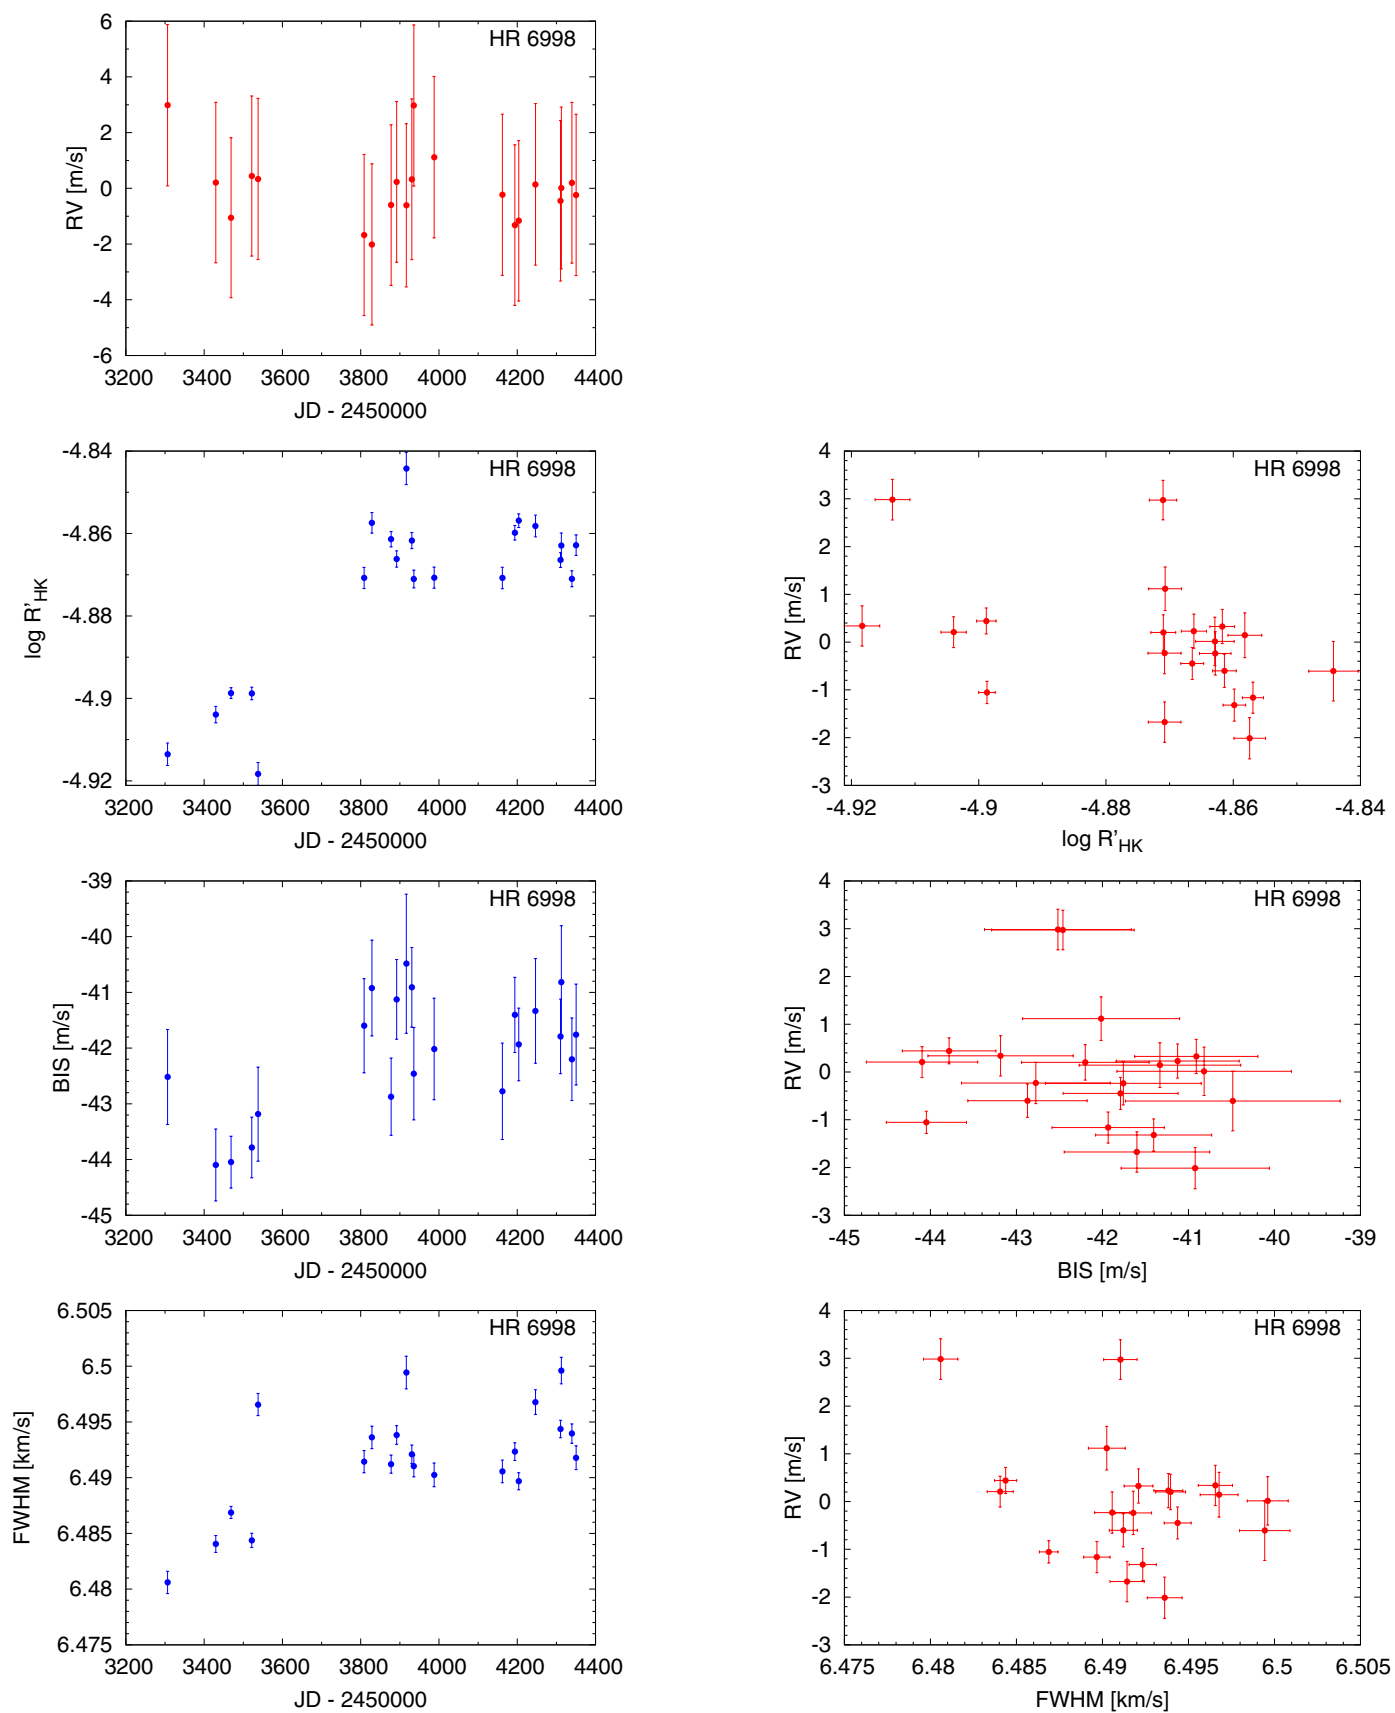 HR 6998
6
4
2
0
-2
-4
-6
RV [m/s]
3200 3400 3600 3800 4000 4200 4400
JD - 2450000
HR 6998
-4.84
-4.86
-4.88
-4.9
-4.92
log R'HK
3200 3400 3600 3800 4000 4200 4400
JD - 2450000
HR 6998
4
3
2
1
0
-1
-2
-3
RV [m/s]
-4.92 -4.9 -4.88 -4.86 -4.84
log R'HK
HR 6998
-39
-40
-41
-42
-43
-44
-45
BIS [m/s]
3200 3400 3600 3800 4000 4200 4400
JD - 2450000
HR 6998
4
3
2
1
0
-1
-2
-3
RV [m/s]
-45 -44 -43 -42 -41 -40 -39
BIS [m/s]
HR 6998
6.505
6.5
6.495
6.49
6.485
6.48
6.475
FWHM [km/s]
3200 3400 3600 3800 4000 4200 4400
JD - 2450000
HR 6998
4
3
2
1
0
-1
-2
-3
RV [m/s]
6.475 6.48 6.485 6.49 6.495 6.5 6.505
FWHM [km/s]